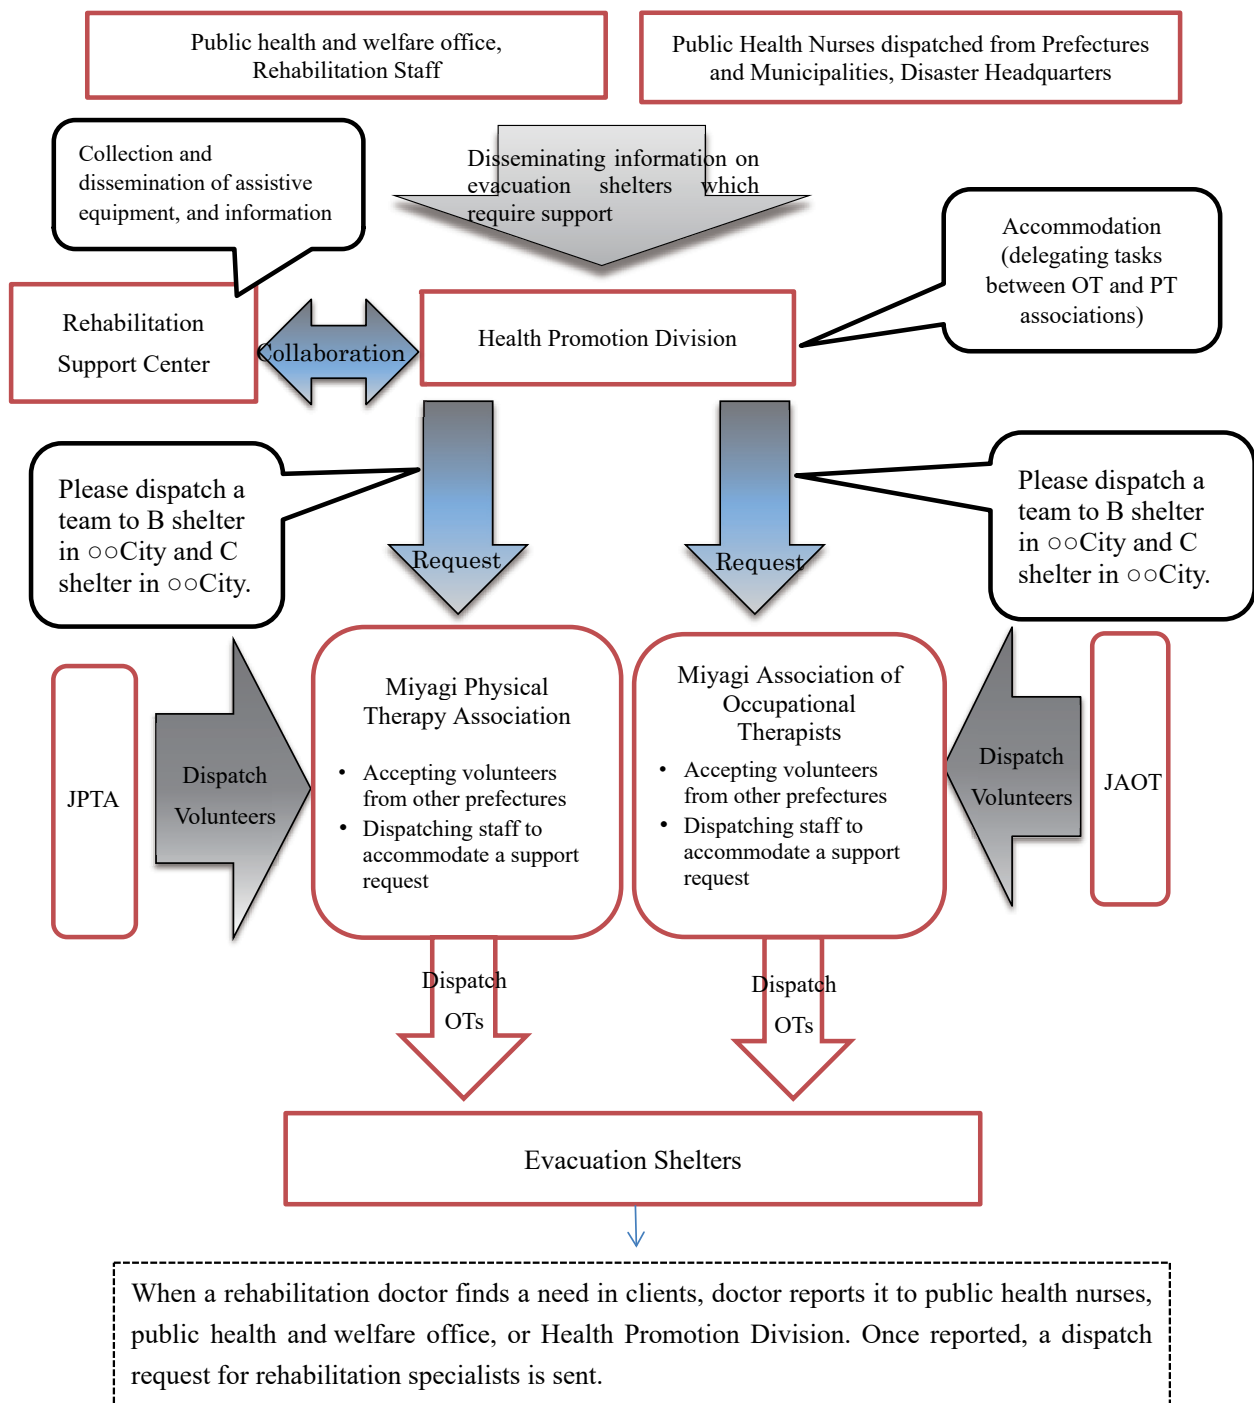 Public health and welfare office,
Rehabilitation Staff
Public Health Nurses dispatched from Prefectures
and Municipalities, Disaster Headquarters
Collection and
dissemination of assistive
equipment, and information
Disseminating information on
evacuation shelters which
require support
Accommodation
(delegating tasks
between OT and PT
associations)
Rehabilitation
Support Center
Collaboration
Health Promotion Division
Please dispatch a
team to B shelter
in ○○City and C
shelter in ○○City.
Request
Request
Please dispatch a
team to B shelter
in ○○City and C
shelter in ○○City.
JPTA
Dispatch
Volunteers
Miyagi Physical
Therapy Association
• Accepting volunteers
from other prefectures
• Dispatching staff to
accommodate a support
request
Miyagi Association of
Occupational
Therapists
• Accepting volunteers
from other prefectures
• Dispatching staff to
accommodate a support
request
Dispatch
Volunteers
JAOT
Dispatch
OTs
Dispatch
OTs
Evacuation Shelters
When a rehabilitation doctor finds a need in clients, doctor reports it to public health nurses,
public health and welfare office, or Health Promotion Division. Once reported, a dispatch
request for rehabilitation specialists is sent.